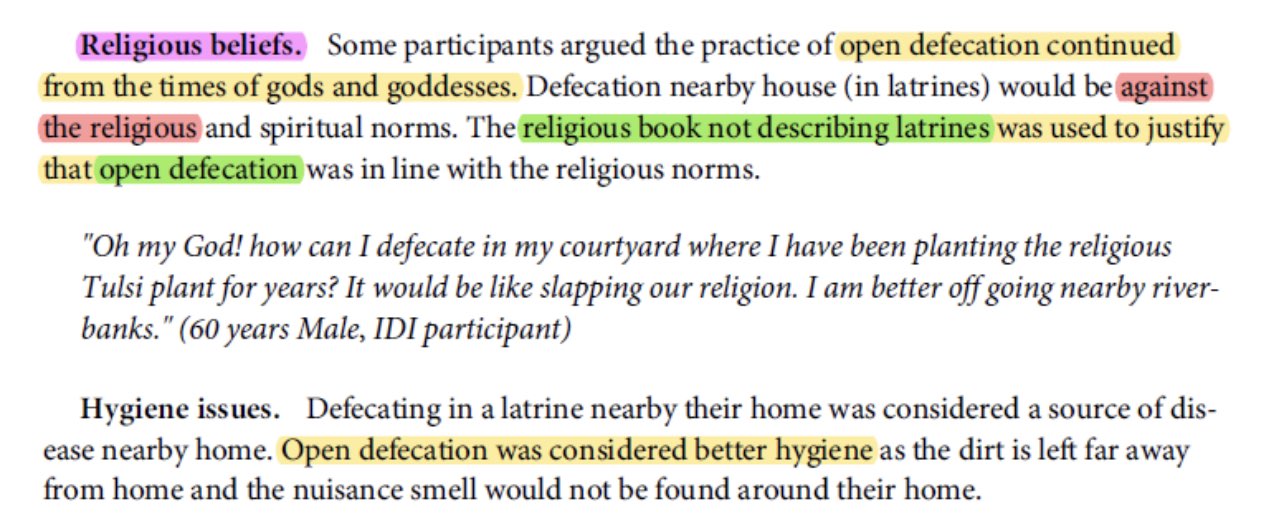 Religious beliefs. Some participants argued the practice of open defecation continued
from the times of gods and goddesses. Defecation nearby house (in latrines) would be against
the religious and spiritual norms. The religious book not describing latrines was used to justify
that open defecation was in line with the religious norms.
"Oh my God! how can I defecate in my courtyard where I have been planting the religious
Tulsi plant for years? It would be like slapping our religion. I am better off going nearby river-
banks." (60 years Male, IDI participant)
Hygiene issues. Defecating in a latrine nearby their home was considered a source of dis-
ease nearby home. Open defecation was considered better hygiene as the dirt is left far away
from home and the nuisance smell would not be found around their home.